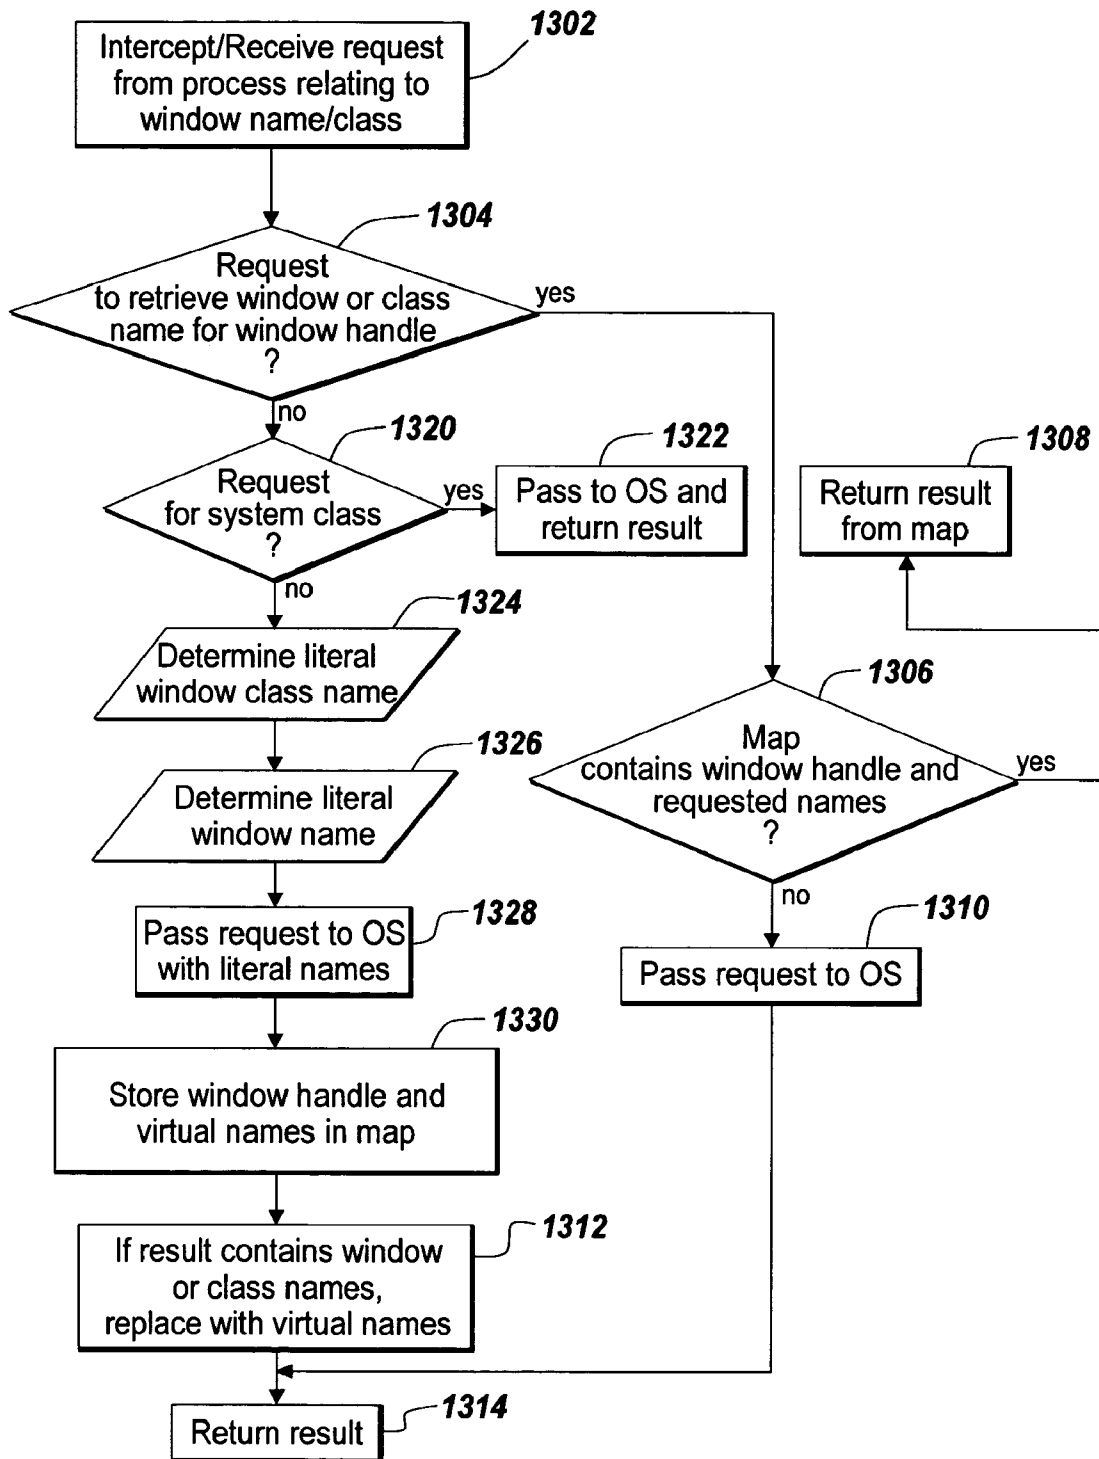 1302
Intercept/Receive request
from process relating to
window name/class
1304
Request
to retrieve window or class
name for window handle
?
yes
no
1320
Request
for system class
?
yes
no
1322
Pass to OS and
return result
1308
Return result
from map
1324
Determine literal
window class name
1306
Map
contains window handle and
requested names
?
yes
no
1326
Determine literal
window name
1328
Pass request to OS
with literal names
1310
Pass request to OS
1330
Store window handle and
virtual names in map
1312
If result contains window
or class names,
replace with virtual names
1314
Return result